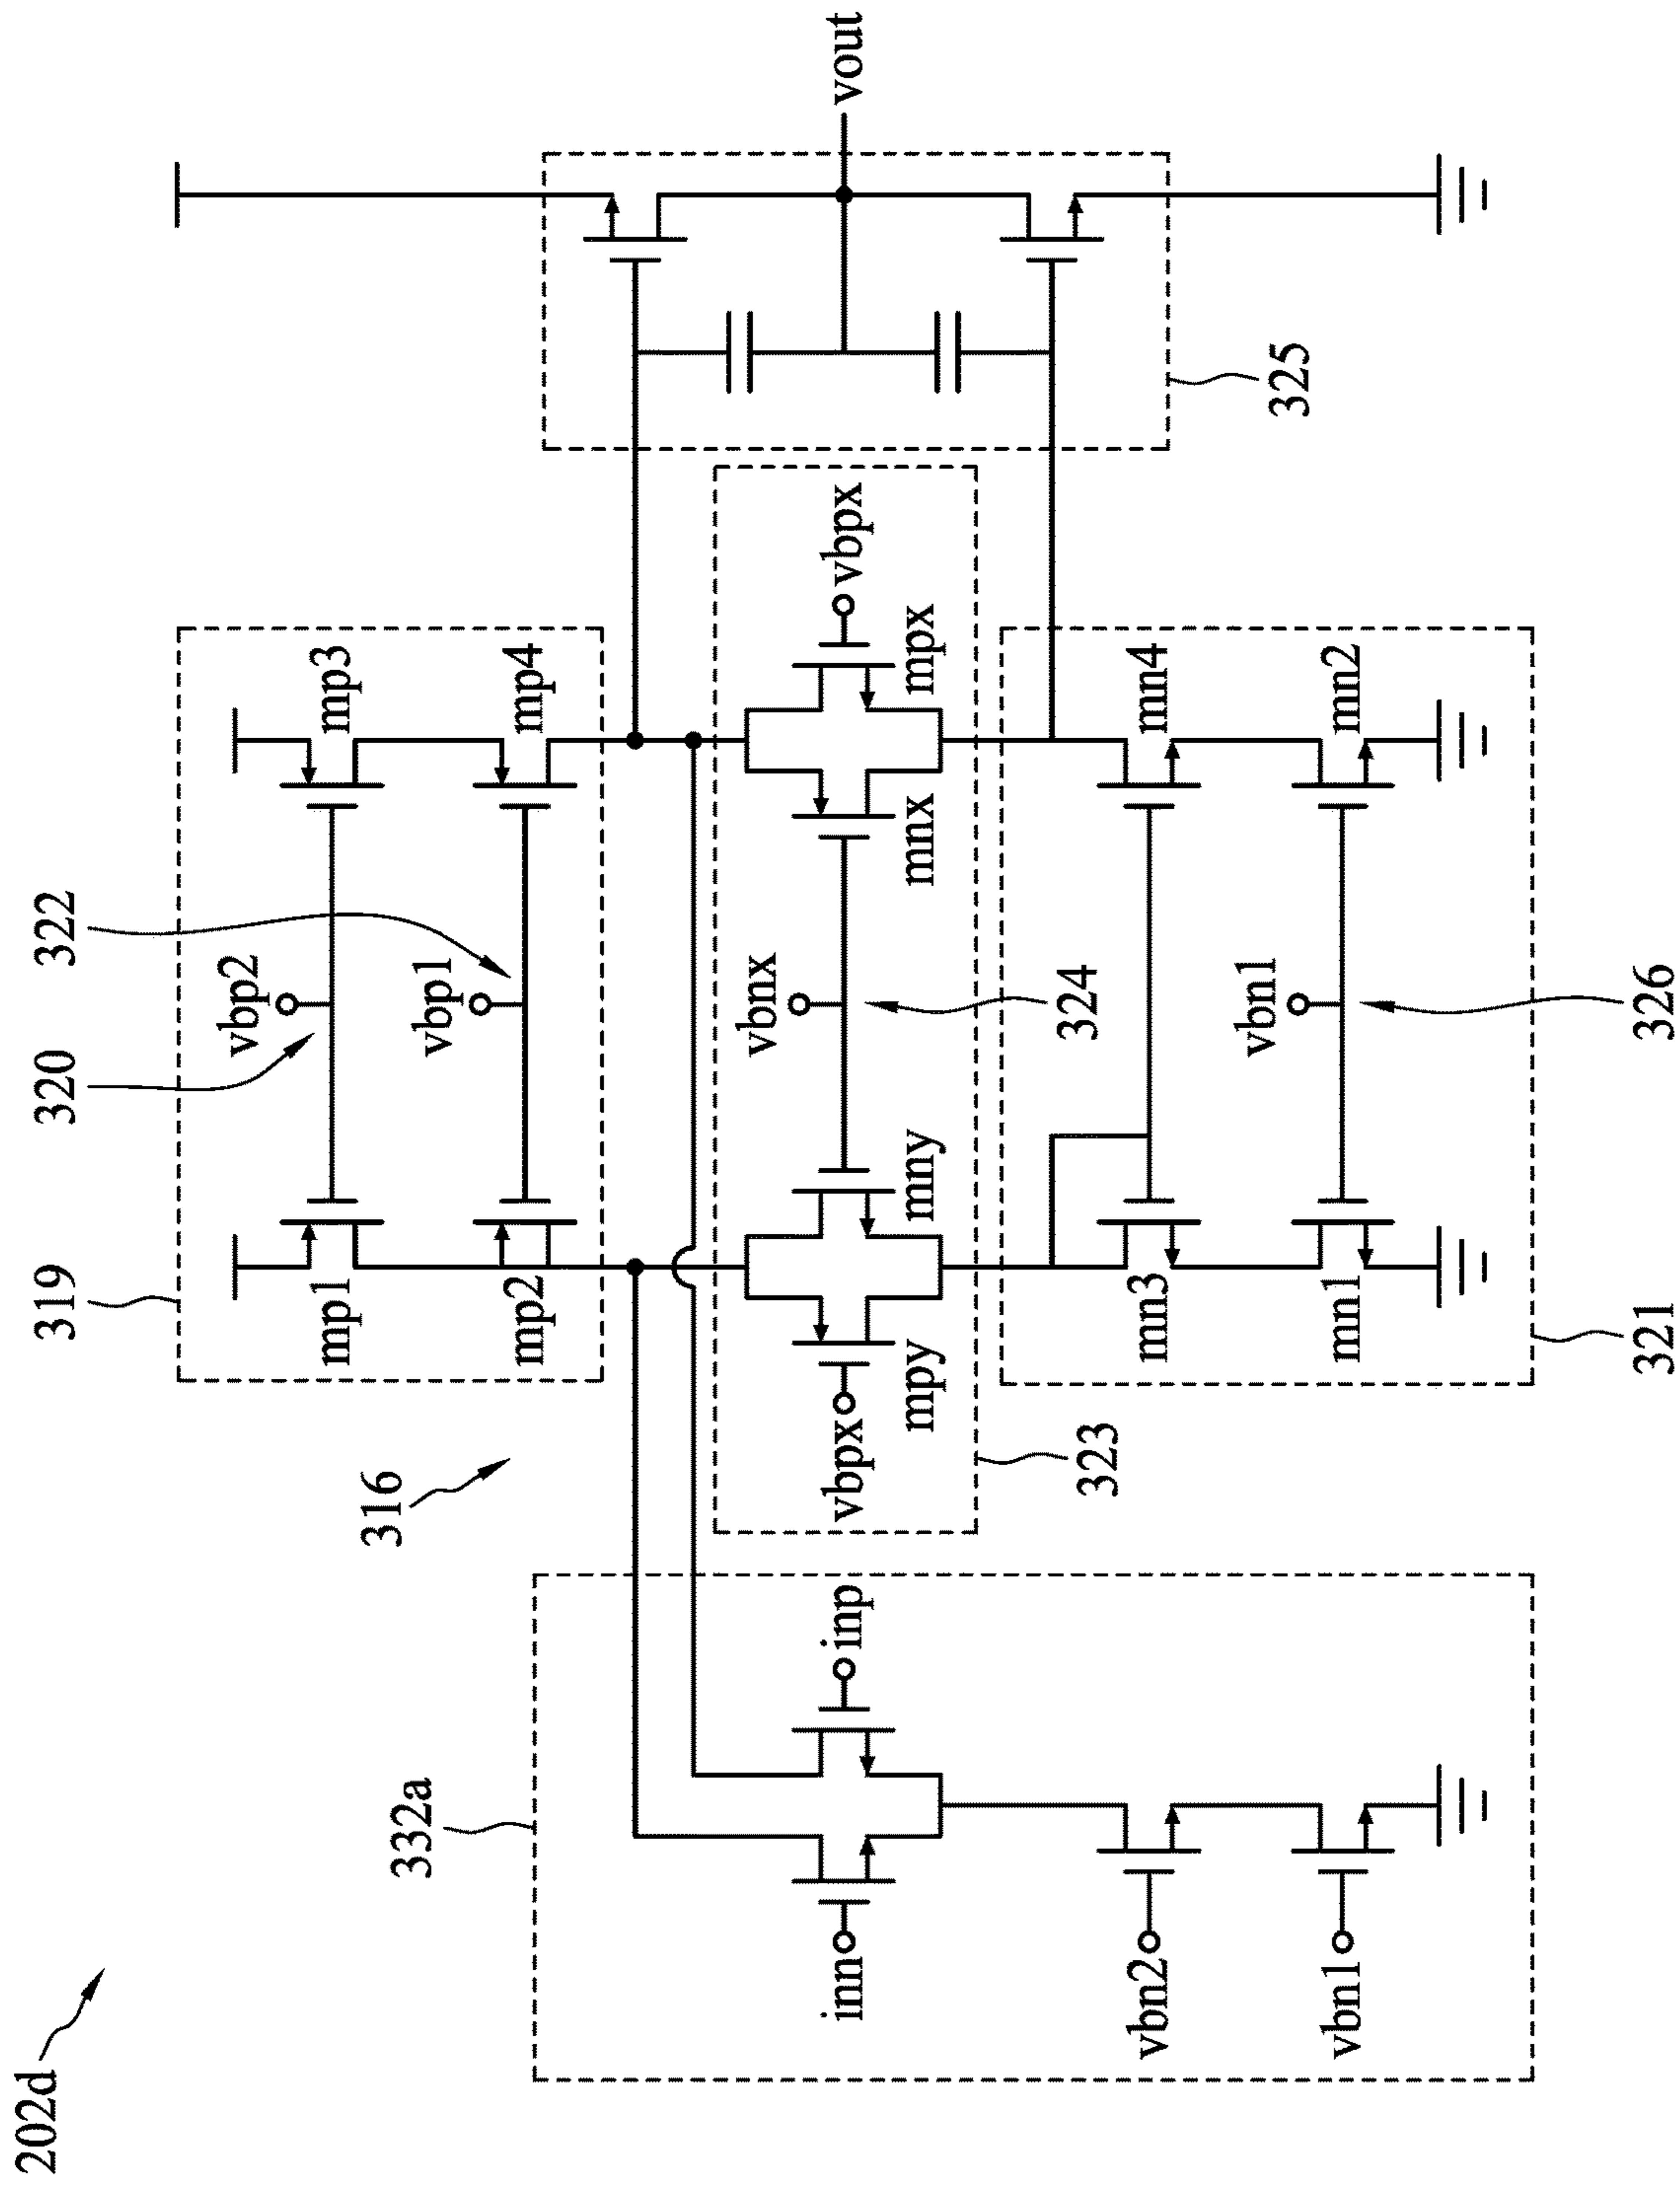 202d
332a
inn
inp
vbn2
vbn1
316
319
320
322
vbp2
vbp1
mp1
mp2
mp3
mp4
vbpx
mpy
mny
vbnx
324
mnx
mpx
vbpx
323
mn3
mn4
mn1
mn2
vbn1
326
321
325
vout